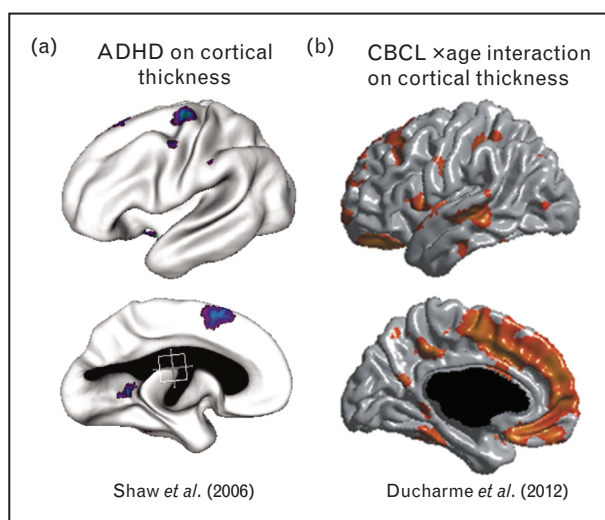 (a) ADHD on cortical
thickness
(b) CBCL ×age interaction
on cortical thickness
Shaw et al. (2006)
Ducharme et al. (2012)